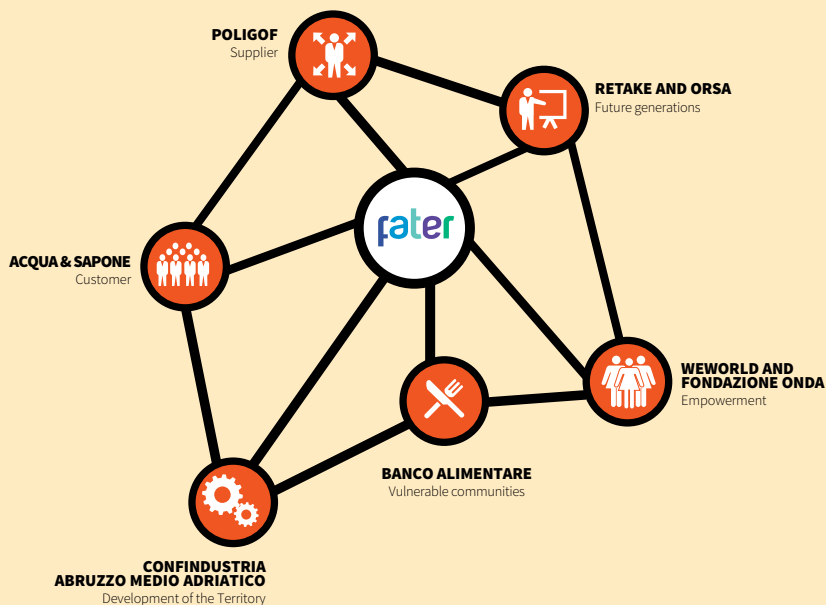 POLIGOF
Supplier
RETAKE AND ORSA
Future generations
fater
ACQUA & SAPONE
Customer
WEWORLD AND
FONDAZIONE ONDA
Empowerment
BANCO ALIMENTARE
Vulnerable communities
CONFINDUSTRIA
ABRUZZO MEDIO ADRIATICO
Development of the Territory